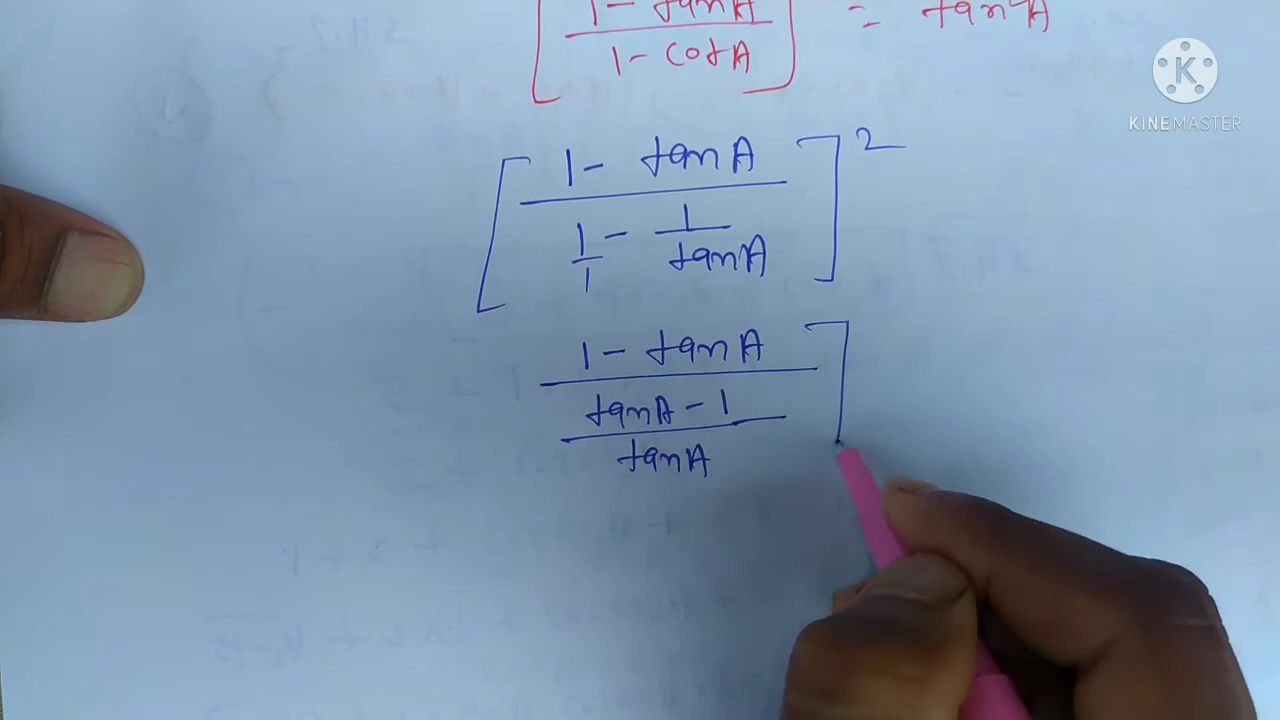 [1 - tanA / 1 - cotA] = tan²A
K
KINEMASTER
[1 - tanA / 1/1 - 1/tanA]²
1 - tanA / tanA - 1 / tanA]